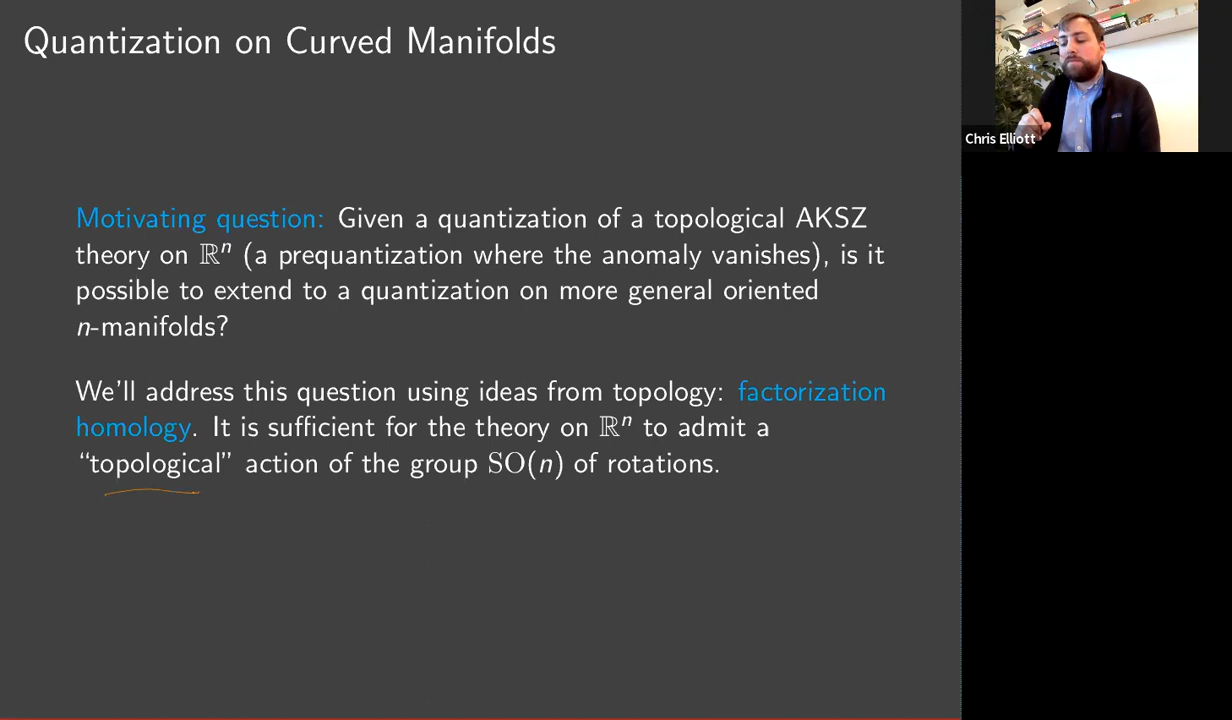 Quantization on Curved Manifolds
Chris Elliott
Motivating question: Given a quantization of a topological AKSZ
theory on ℝⁿ (a prequantization where the anomaly vanishes), is it
possible to extend to a quantization on more general oriented
n-manifolds?
We'll address this question using ideas from topology: factorization
homology. It is sufficient for the theory on ℝⁿ to admit a
“topological” action of the group SO(n) of rotations.